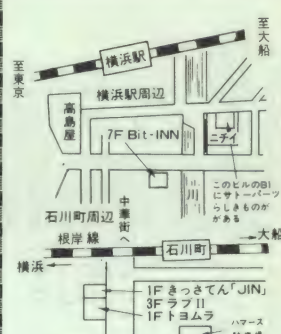 至大船
横浜駅
至東京
横浜駅周辺
高島屋
7F Bit-INN
ニチイ
川
このビルのB1
にサトーパーツ
らしきものが
がある
石川町周辺
中華街へ
根岸線
石川町
大船
横浜
1F きっさてん「JIN」
3F ラブII
1F トヨムラ
ハマーズ